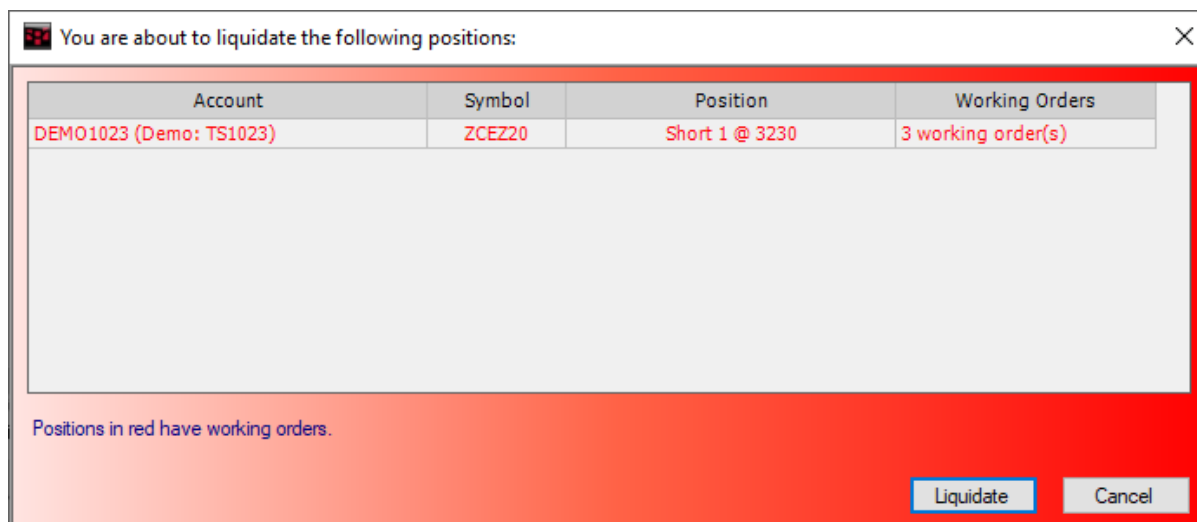 You are about to liquidate the following positions:
Account Symbol Position Working Orders
DEMO1023 (Demo: TS1023) ZCEZ20 Short 1 @ 3230 3 working order(s)
Positions in red have working orders.
Liquidate Cancel